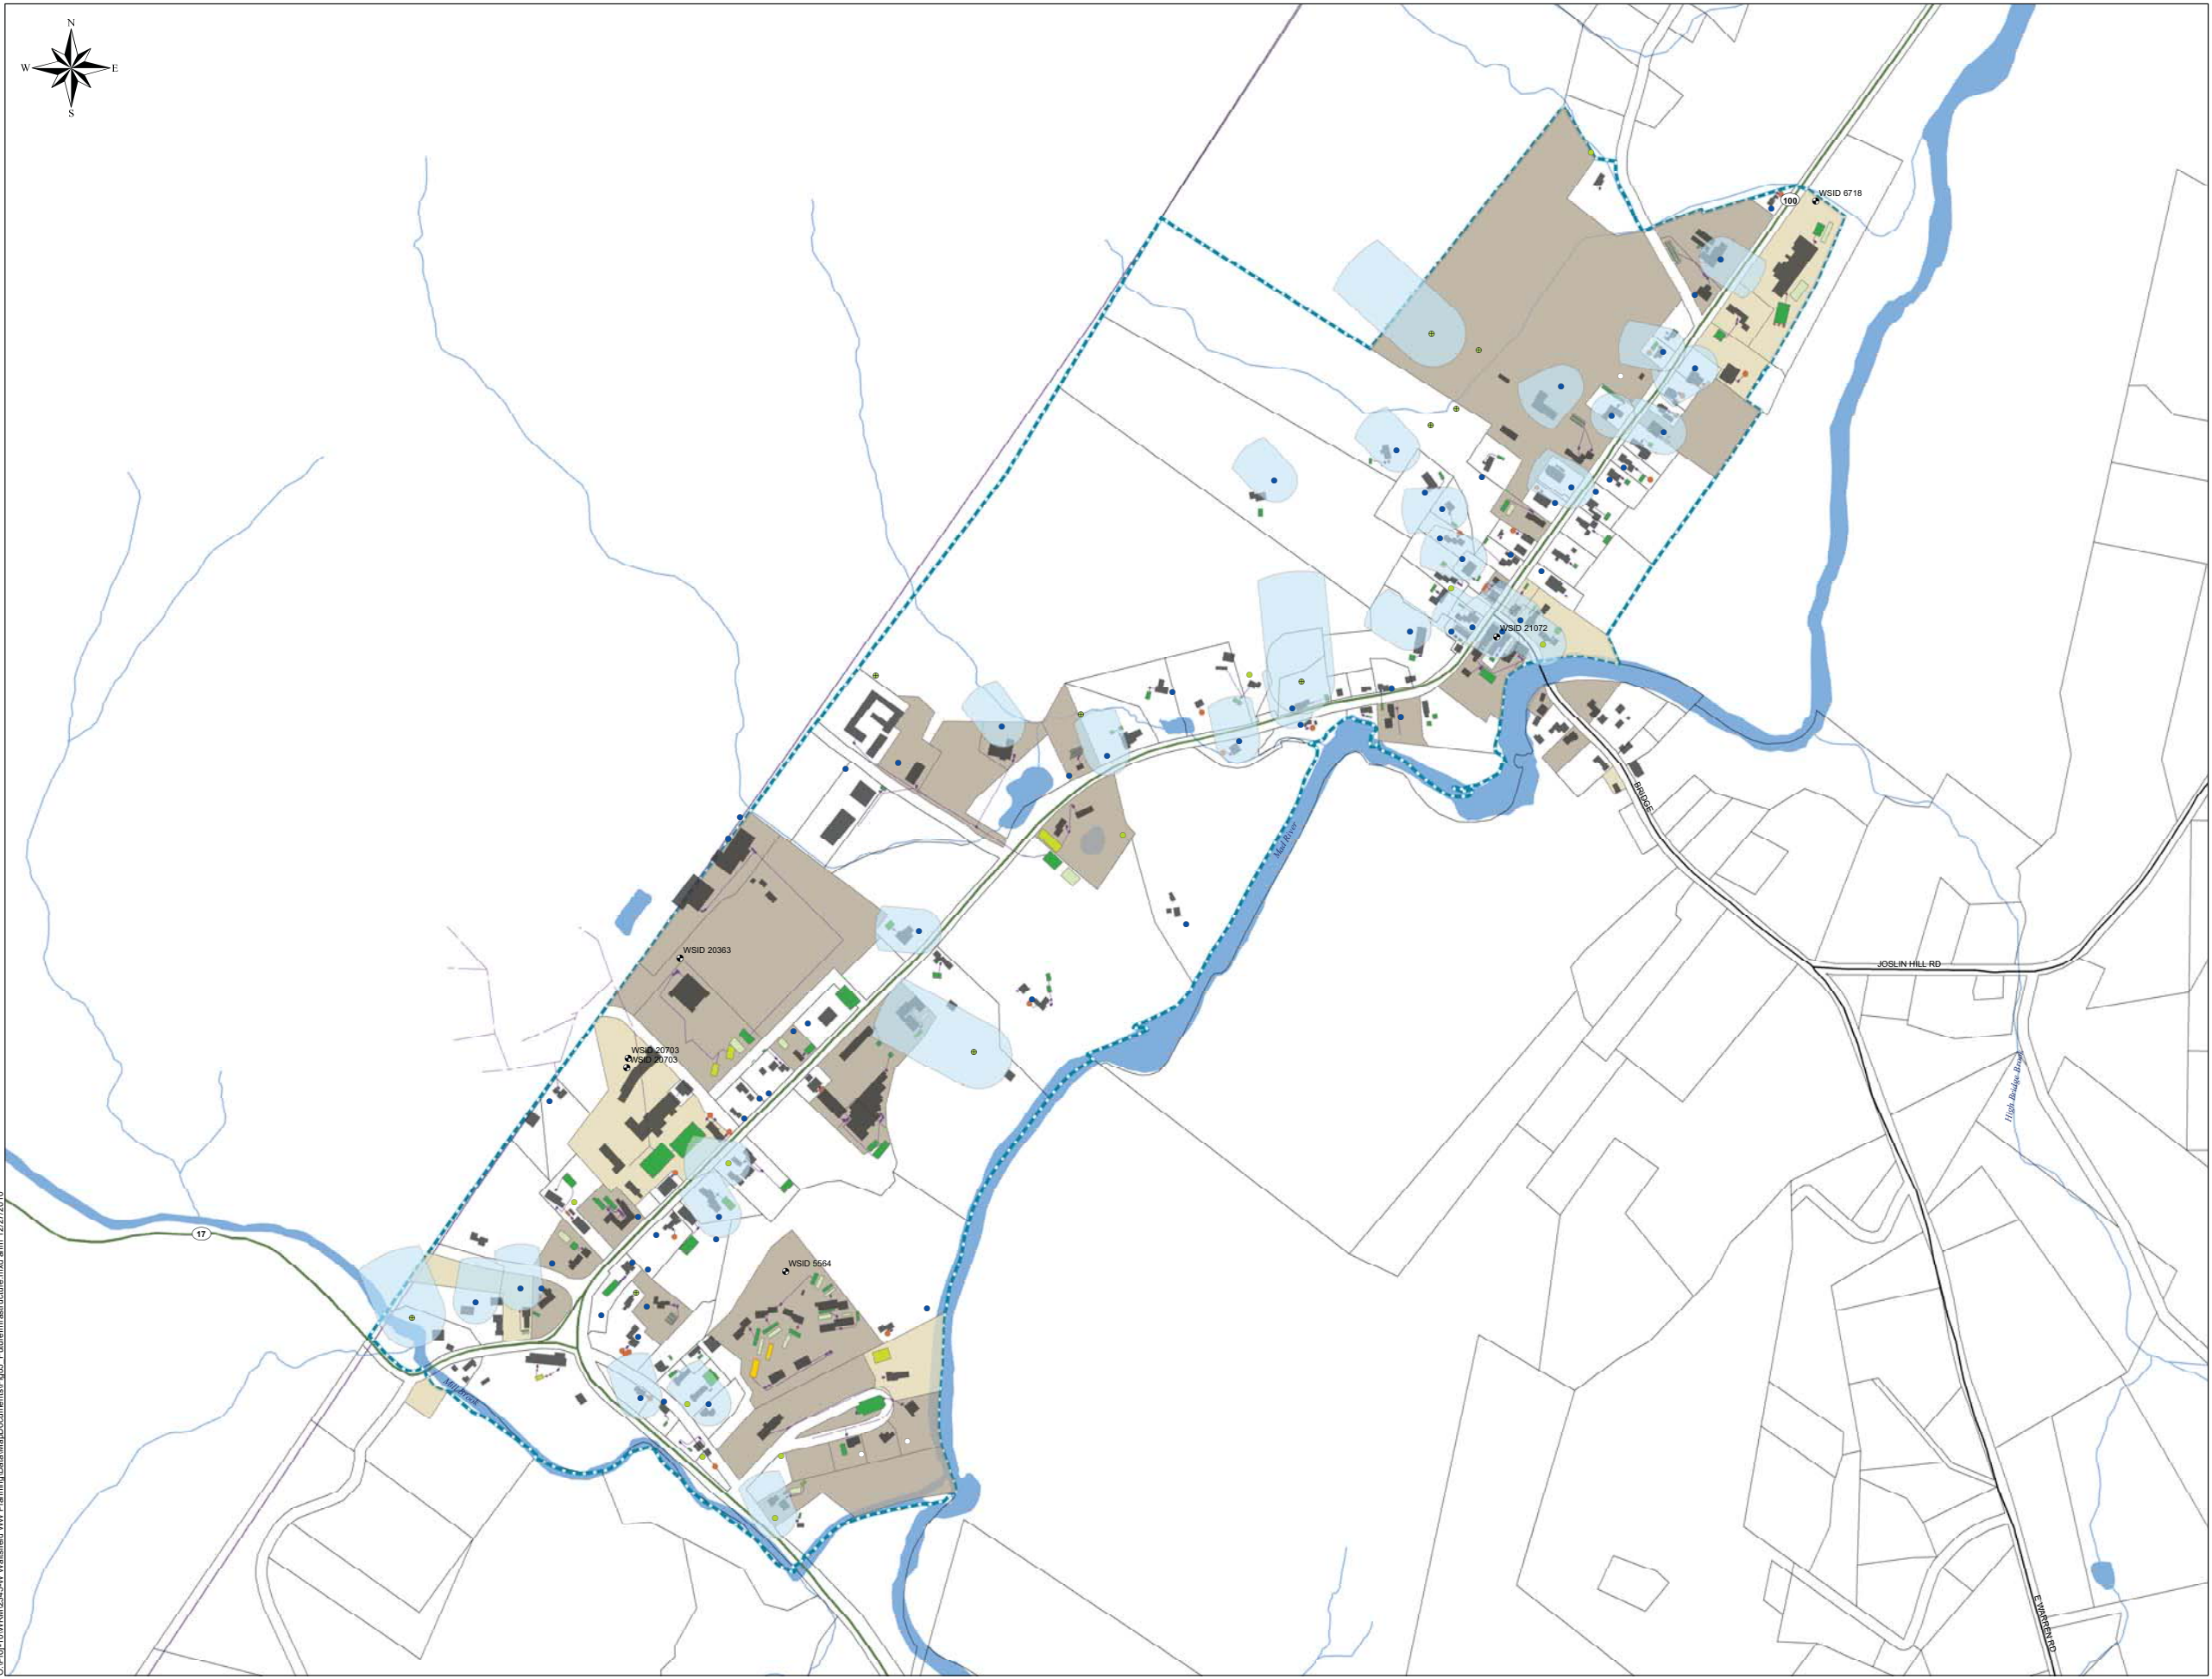 N
W E
S
WSID 6718
100
WSID 21072
BRIDGE
Mad River
WSID 20363
JOSLIN HILL RD
WSID 20703
WSID 20703
High Bridge Brook
17
WSID 5564
Mill Brook
E WARREN RD